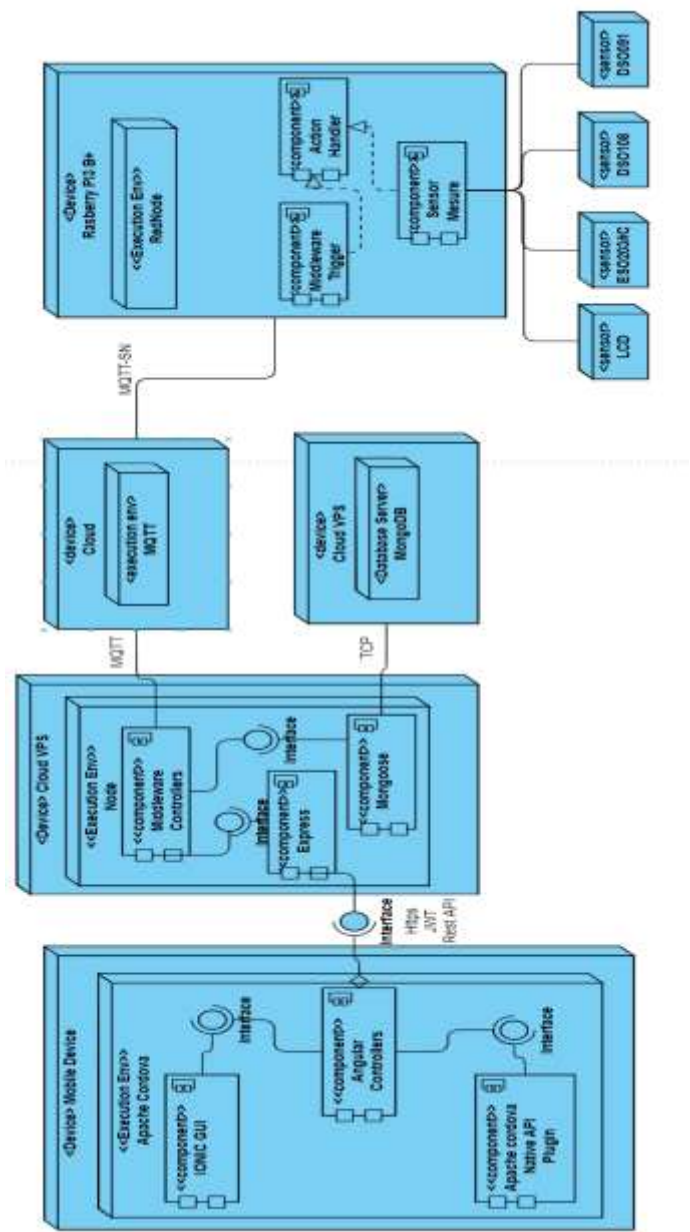 <Device> Mobile Device
<<Execution Env>>
Apache Cordova
<<component>>
IONIC GUI
Interface
<<component>>
Angular
Controllers
Interface
<<component>>
Apache cordova
Native API
Plugin
Interface
Https
JWT
Rest API
<Device> Cloud VPS
<<Execution Env>>
Node
<<component>>
Middleware
Controllers
Interface
Interface
<component>>
Express
<<component>>
Mongoose
MQTT
TCP
<device>
Cloud
<execution env>
MQTT
<device>
Cloud VPS
<Database Server>
MongoDB
MQTT-SN
<Device>
Rasberry PI3 B+
<<Execution Env>>
RedNode
<component>>
Middleware
Trigger
<component>>
Action
Handler
<component>>
Sensor
Mesure
<sensor>
LCD
<sensor>
<sensor>
DSO108
<sensor>
DSO091